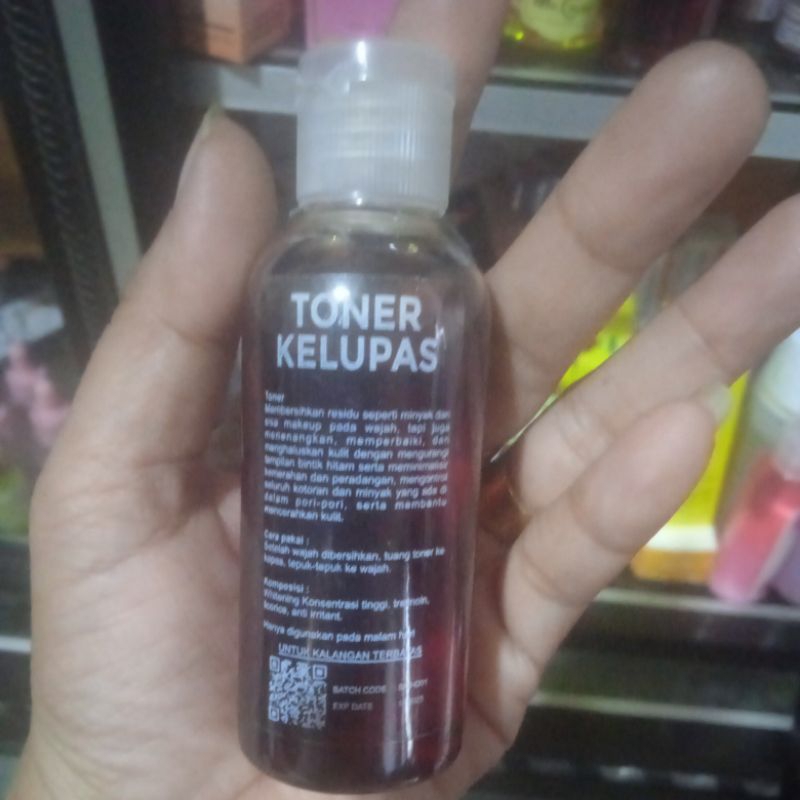 TONER
KELUPAS
Toner
Membersihkan residu seperti minyak dan
sisa makeup pada wajah, tapi juga
menenangkan, memperbaiki, dan
menghaluskan kulit dengan mengurangi
tampilan bintik hitam serta meminimalisir
kemerahan dan peradangan, mengontrol
seluruh kotoran dan minyak yang ada di
dalam pori-pori, serta membantu
mencerahkan kulit.
Cara pakai :
Setelah wajah dibersihkan, tuang toner ke
kapas, tepuk-tepuk ke wajah.
Komposisi :
Whitening Konsentrasi tinggi, tretinoin,
licorice, anti irritant.
Hanya digunakan pada malam hari
UNTUK KALANGAN TERBATAS
BATCH CODE
EXP DATE